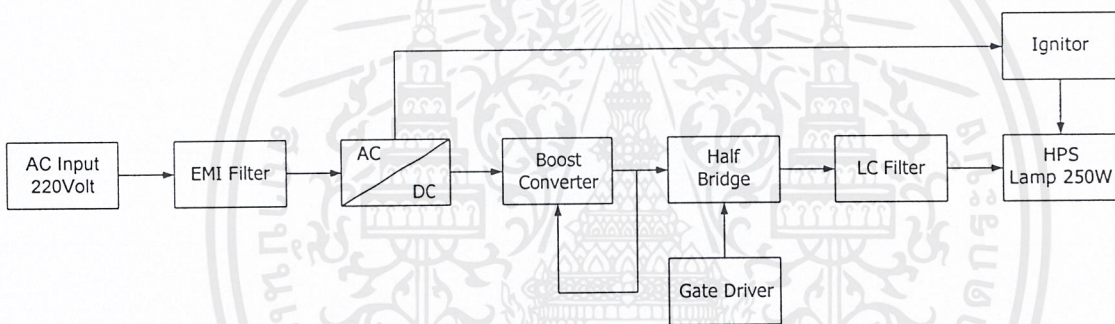 Ignitor
AC Input
220Volt
EMI Filter
AC
DC
Boost
Converter
Half
Bridge
LC Filter
HPS
Lamp 250W
Gate Driver